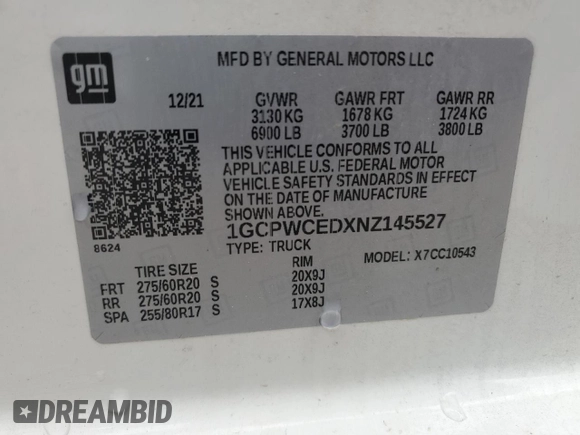 gm
MFD BY GENERAL MOTORS LLC
12/21 GVWR GAWR FRT GAWR RR
3130 KG 1678 KG 1724 KG
6900 LB 3700 LB 3800 LB
THIS VEHICLE CONFORMS TO ALL
APPLICABLE U.S. FEDERAL MOTOR
VEHICLE SAFETY STANDARDS IN EFFECT
ON THE DATE OF MANUFACTURE
SHOWN ABOVE.
8624
1GCPWCEDXNZ145527
TYPE: TRUCK
MODEL: X7CC10543
TIRE SIZE RIM
FRT 275/60R20 S 20X9J
RR 275/60R20 S 20X9J
SPA 255/80R17 S 17X8J
DREAMBID